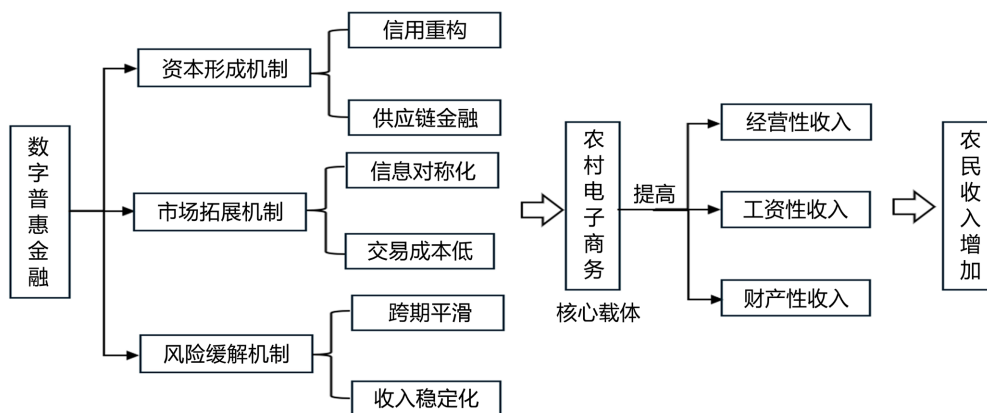 数字普惠金融
资本形成机制
信用重构
供应链金融
市场拓展机制
信息对称化
交易成本低
风险缓解机制
跨期平滑
收入稳定化
农村电子商务
核心载体
提高
经营性收入
工资性收入
财产性收入
农民收入增加